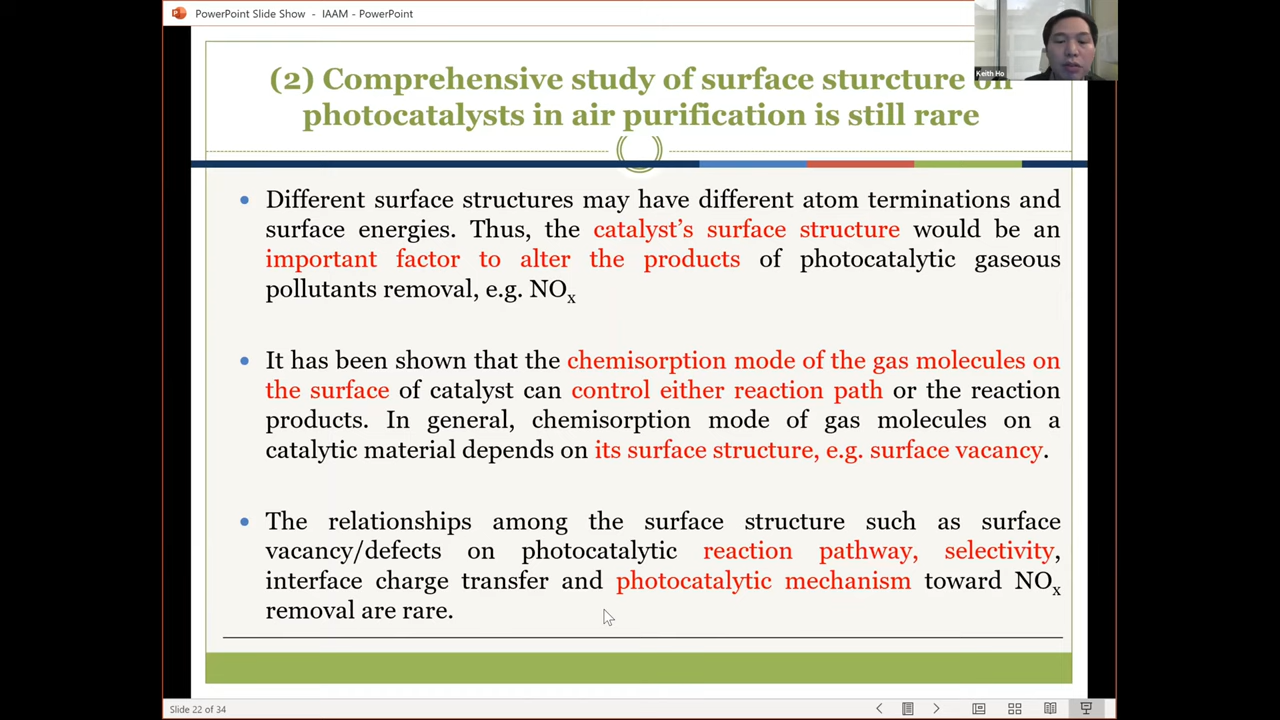 PowerPoint Slide Show - IAAM - PowerPoint
Keith Ho
(2) Comprehensive study of surface sturcture on
photocatalysts in air purification is still rare
• Different surface structures may have different atom terminations and
surface energies. Thus, the catalyst's surface structure would be an
important factor to alter the products of photocatalytic gaseous
pollutants removal, e.g. NOx
• It has been shown that the chemisorption mode of the gas molecules on
the surface of catalyst can control either reaction path or the reaction
products. In general, chemisorption mode of gas molecules on a
catalytic material depends on its surface structure, e.g. surface vacancy.
• The relationships among the surface structure such as surface
vacancy/defects on photocatalytic reaction pathway, selectivity,
interface charge transfer and photocatalytic mechanism toward NOx
removal are rare.
Slide 22 of 34